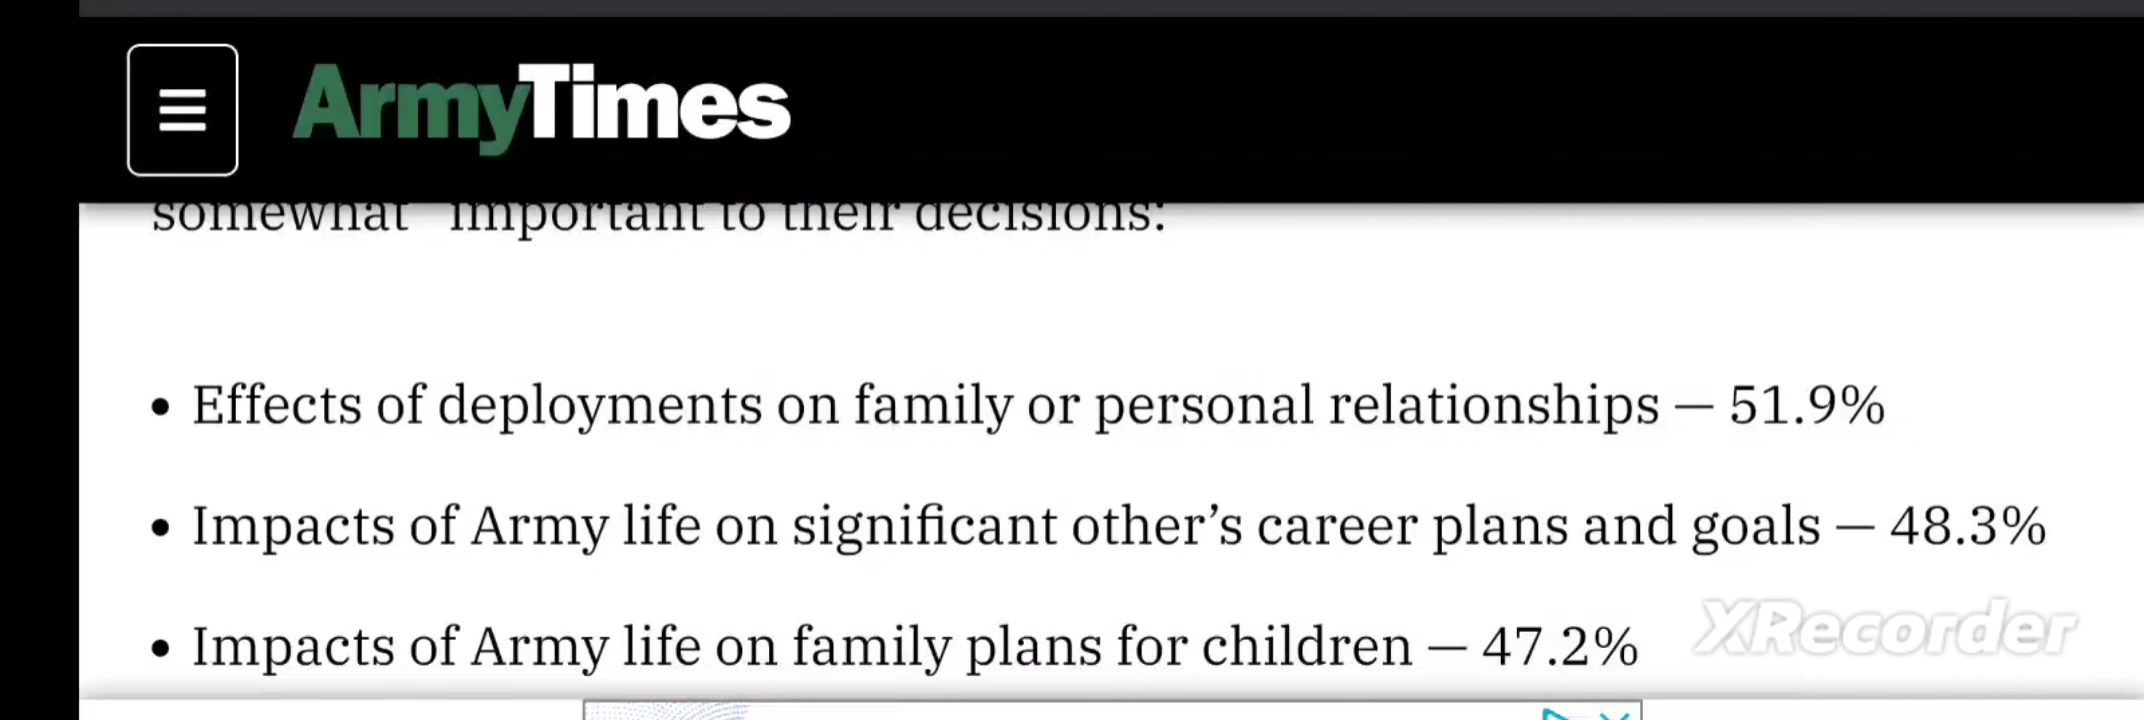 ArmyTimes
somewhat" important to their decisions:
• Effects of deployments on family or personal relationships — 51.9%
• Impacts of Army life on significant other’s career plans and goals — 48.3%
• Impacts of Army life on family plans for children — 47.2%
XRecorder